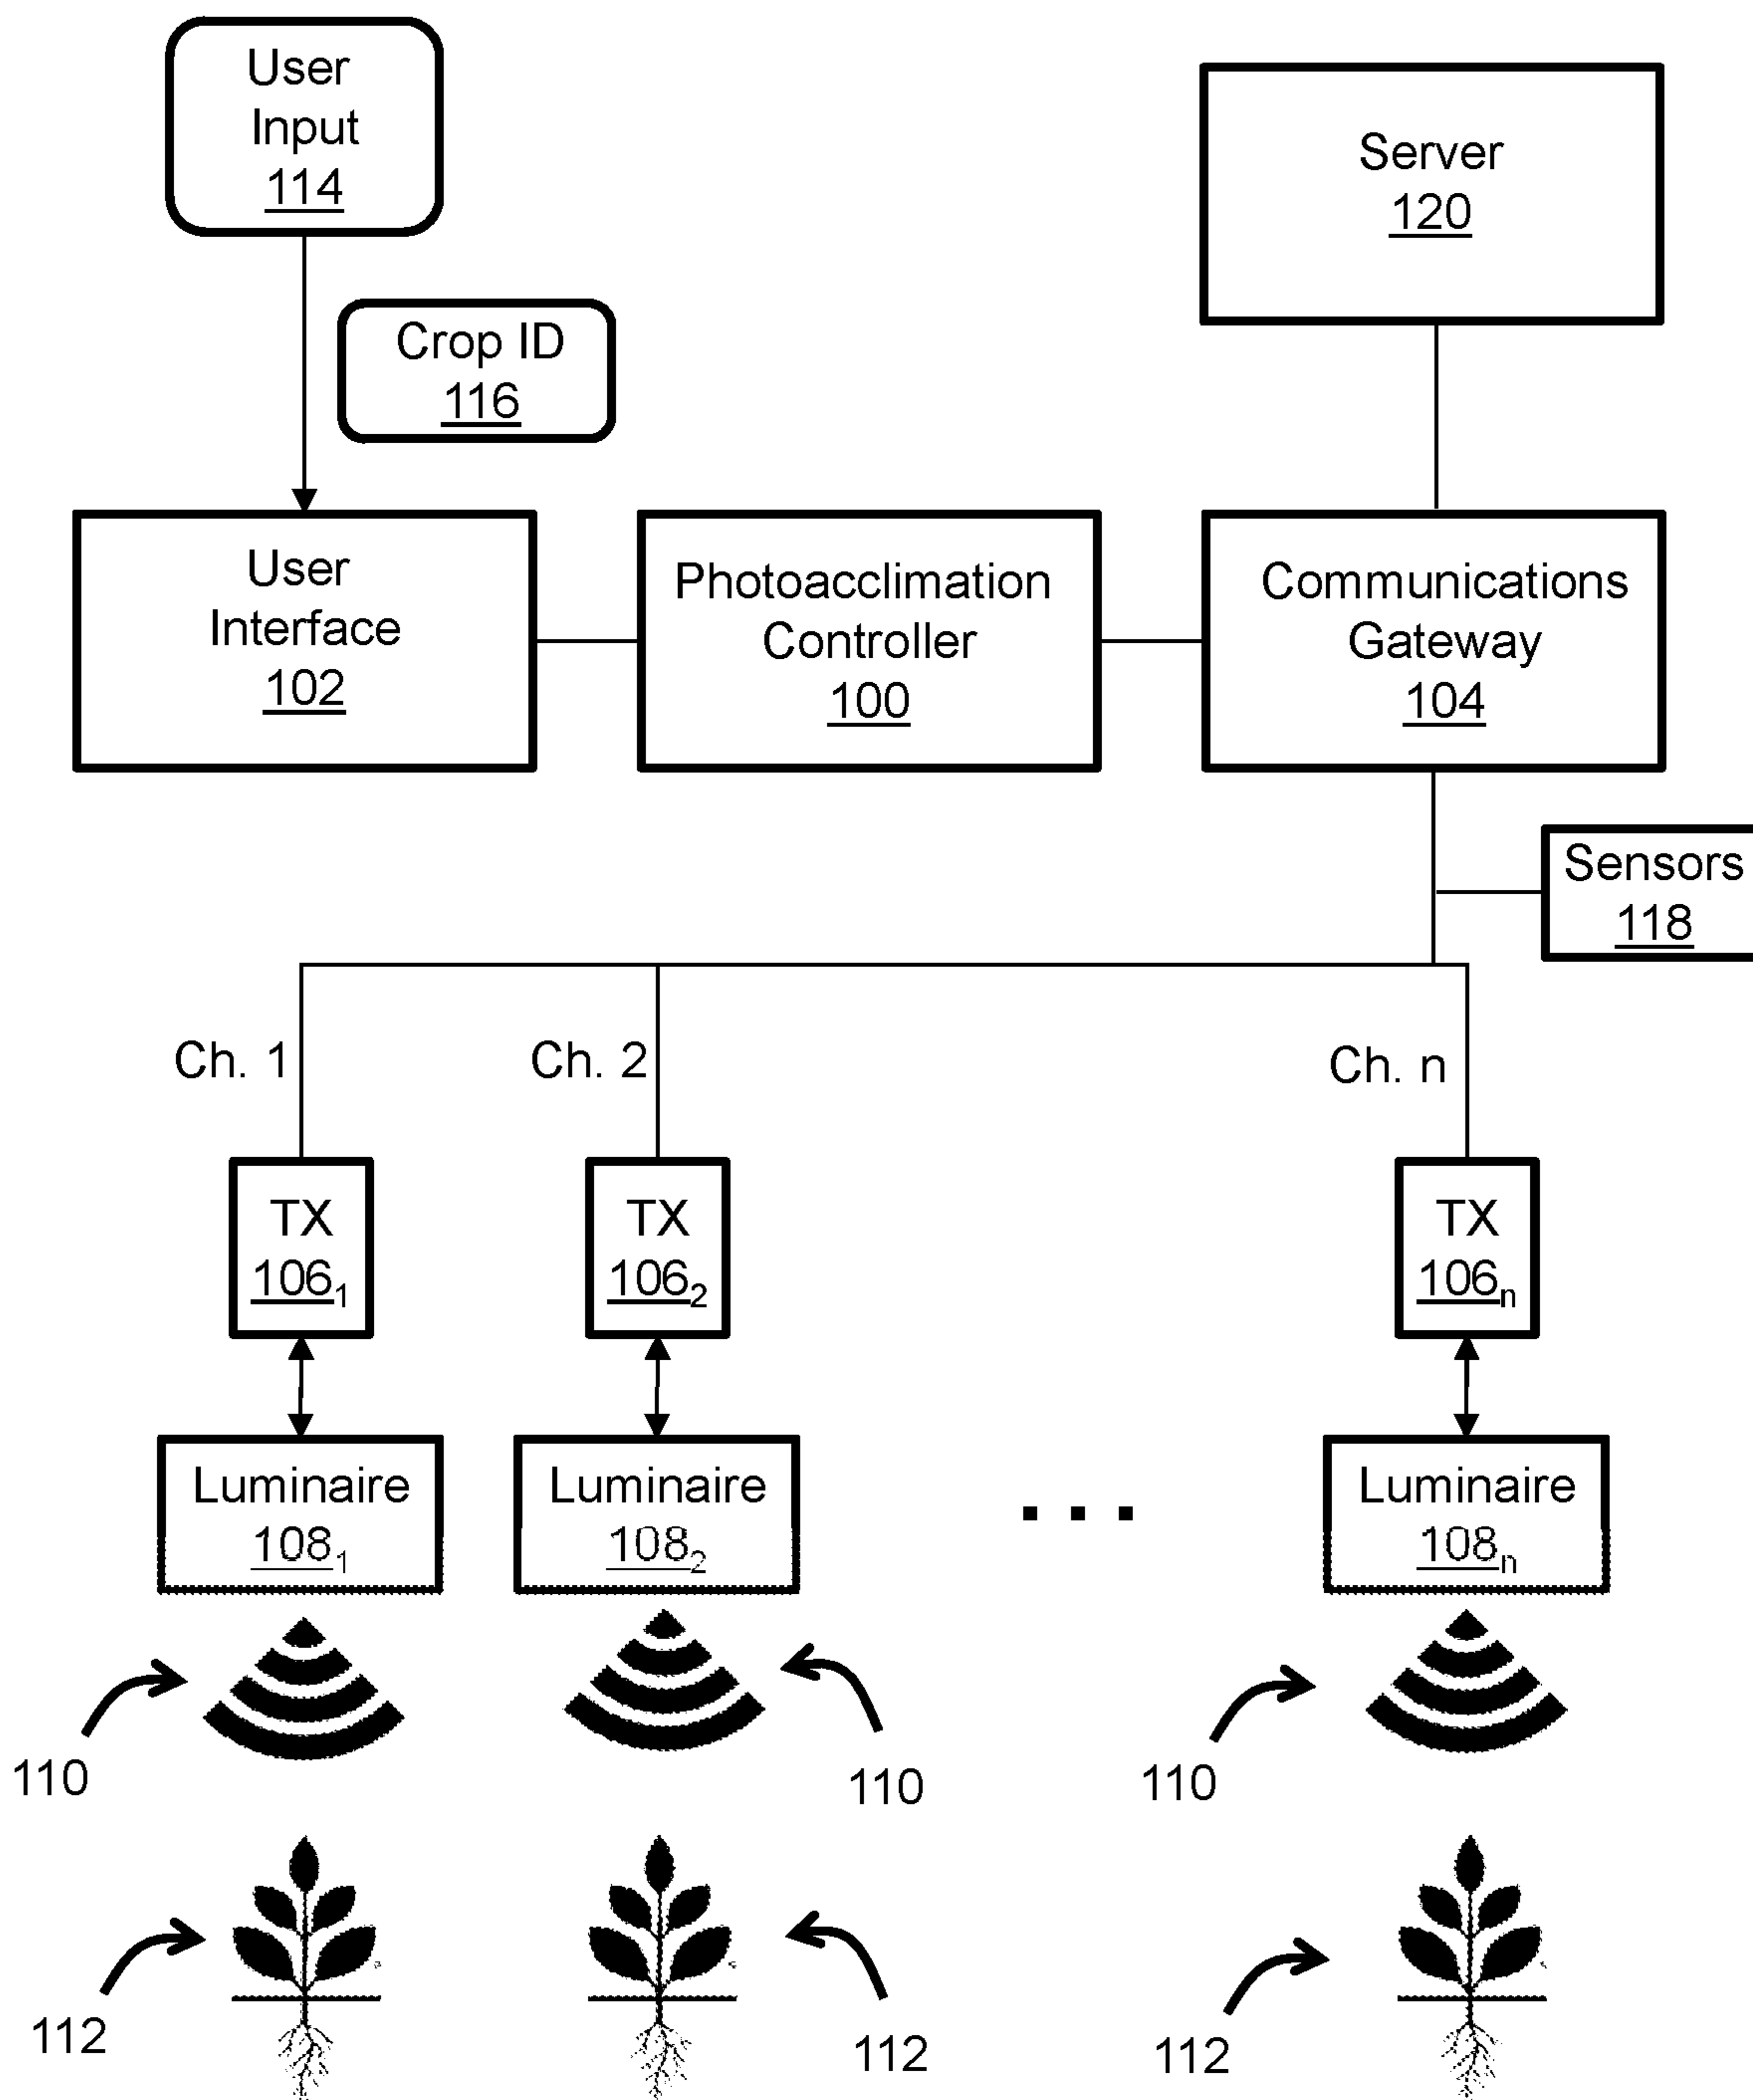 User
Input
114
Server
120
Crop ID
116
User
Interface
102
Photoacclimation
Controller
100
Communications
Gateway
104
Sensors
118
Ch. 1
Ch. 2
Ch. n
TX
106₁
TX
106₂
TX
106ₙ
Luminaire
108₁
Luminaire
108₂
. . .
Luminaire
108ₙ
110
110
110
112
112
112